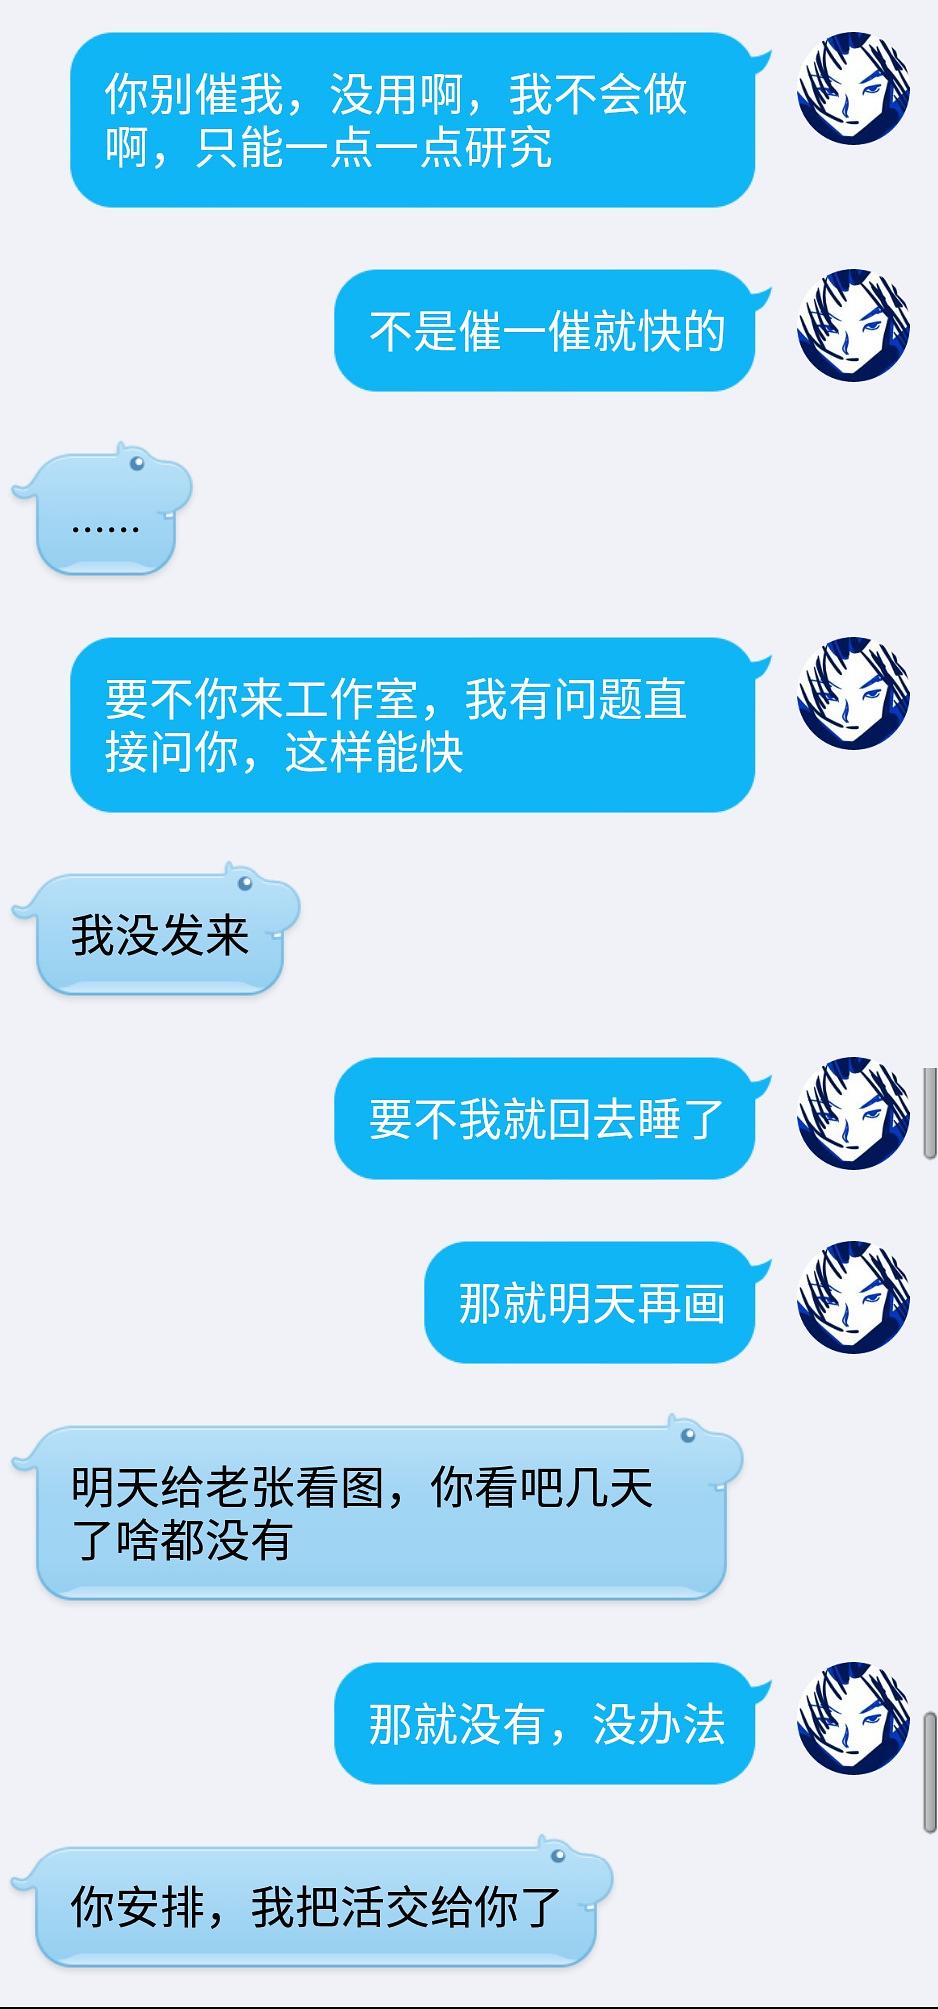 你别催我，没用啊，我不会做
啊，只能一点一点研究
不是催一催就快的
……
要不你来工作室，我有问题直
接问你，这样能快
我没发来
要不我就回去睡了
那就明天再画
明天给老张看图，你看吧几天
了啥都没有
那就没有，没办法
你安排，我把活交给你了